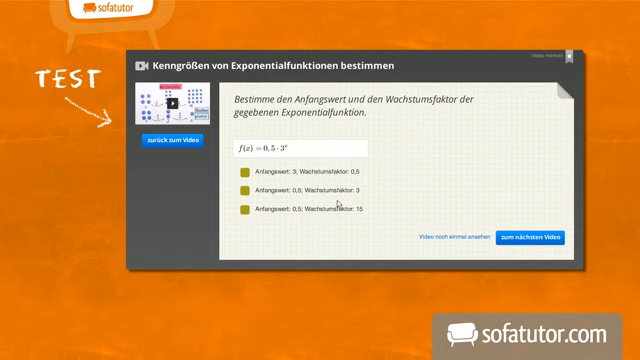 sofatutor
TEST
Video merken
Kenngrößen von Exponentialfunktionen bestimmen
Bestimme den Anfangswert und den Wachstumsfaktor der
gegebenen Exponentialfunktion.
zurück zum Video
f(x) = 0, 5 · 3^x
Anfangswert: 3; Wachstumsfaktor: 0,5
Anfangswert: 0,5; Wachstumsfaktor: 3
Anfangswert: 0,5; Wachstumsfaktor: 15
Video noch einmal ansehen
zum nächsten Video
sofatutor.com